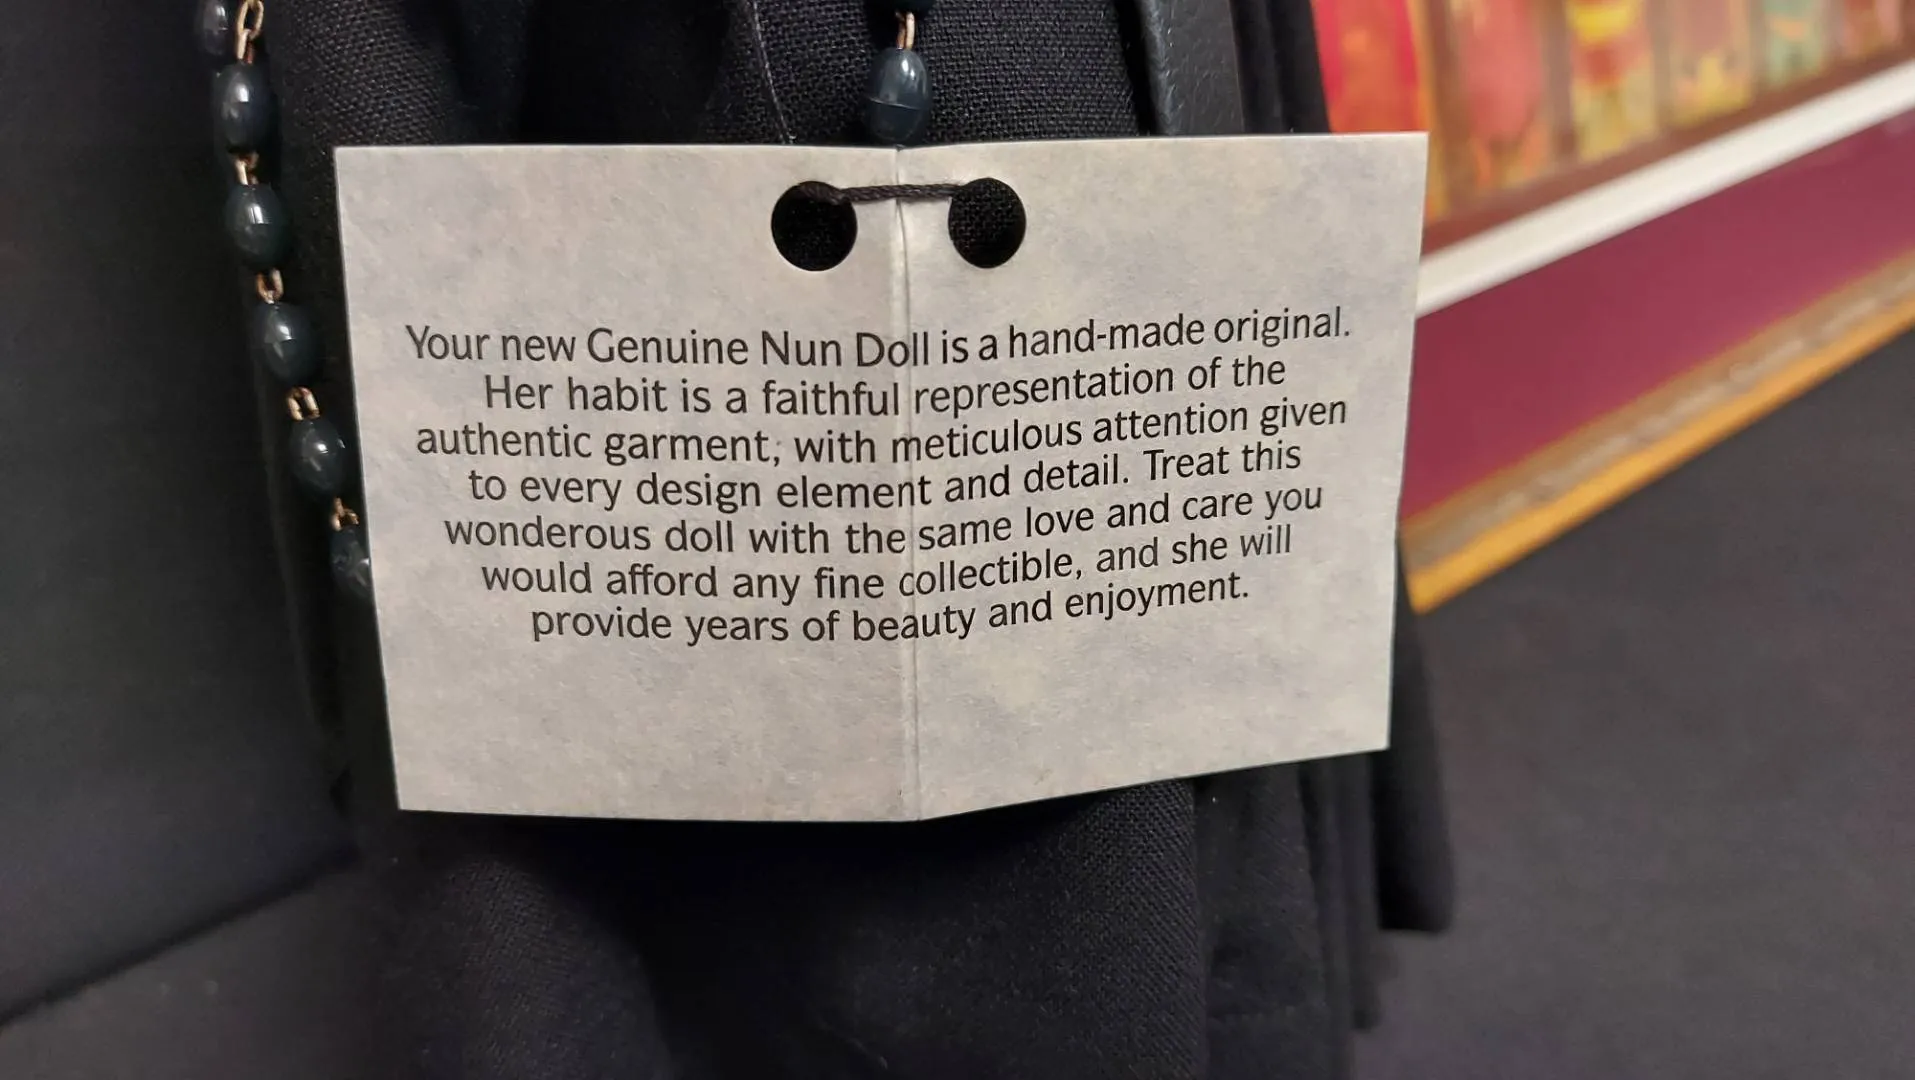 Your new Genuine Nun Doll is a hand-made original.
Her habit is a faithful representation of the
authentic garment; with meticulous attention given
to every design element and detail. Treat this
wonderous doll with the same love and care you
would afford any fine collectible, and she will
provide years of beauty and enjoyment.